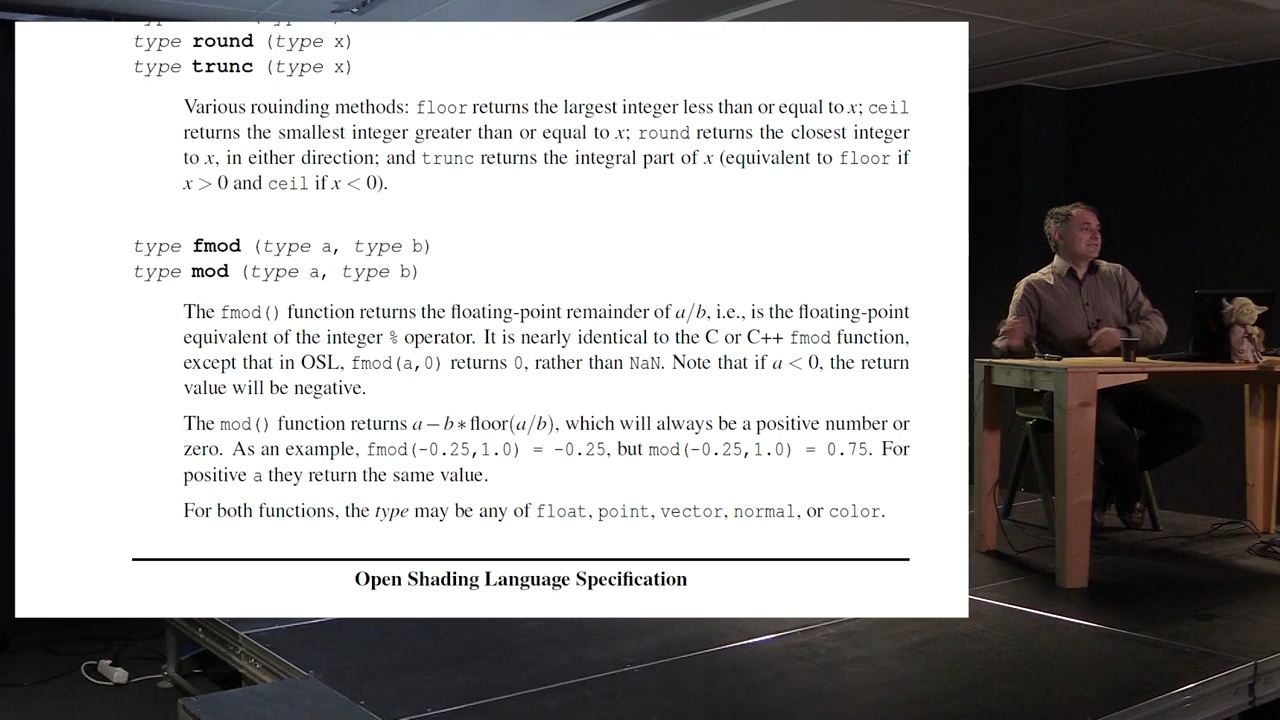 type round (type x)
type trunc (type x)
Various rouinding methods: floor returns the largest integer less than or equal to x; ceil
returns the smallest integer greater than or equal to x; round returns the closest integer
to x, in either direction; and trunc returns the integral part of x (equivalent to floor if
x > 0 and ceil if x < 0).
type fmod (type a, type b)
type mod (type a, type b)
The fmod() function returns the floating-point remainder of a/b, i.e., is the floating-point
equivalent of the integer % operator. It is nearly identical to the C or C++ fmod function,
except that in OSL, fmod(a,0) returns 0, rather than NaN. Note that if a < 0, the return
value will be negative.
The mod() function returns a − b ∗ floor(a/b), which will always be a positive number or
zero. As an example, fmod(-0.25,1.0) = -0.25, but mod(-0.25,1.0) = 0.75. For
positive a they return the same value.
For both functions, the type may be any of float, point, vector, normal, or color.
Open Shading Language Specification